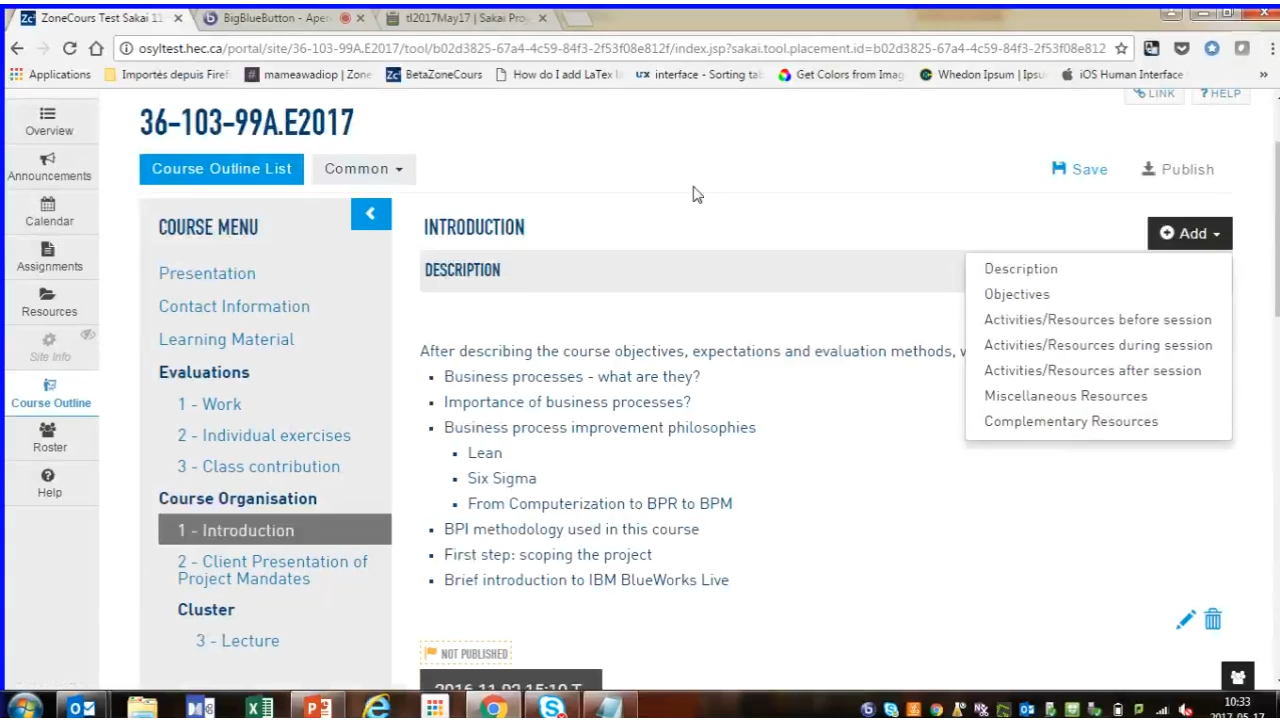 ZoneCours Test Sakai 11
BigBlueButton - Aper
tl2017May17 | Sakai Pro
osyltest.hec.ca/portal/site/36-103-99A.E2017/tool/b02d3825-67a4-4c59-84f3-2f53f08e812f/index.jsp?sakai.tool.placement.id=b02d3825-67a4-4c59-84f3-2f53f08e812
Applications
Importés depuis Firef
mameawadiop | Zone
BetaZoneCours
How do I add LaTex
interface - Sorting ta
Get Colors from Imag
Whedon Ipsum | Ipsu
iOS Human Interface
»
LINK
? HELP
Overview
Announcements
Calendar
Assignments
Resources
Site Info
Course Outline
Roster
Help
36-103-99A.E2017
Course Outline List
Common
Save
Publish
COURSE MENU
Presentation
Contact Information
Learning Material
Evaluations
1 - Work
2 - Individual exercises
3 - Class contribution
Course Organisation
1 - Introduction
2 - Client Presentation of
Project Mandates
Cluster
3 - Lecture
INTRODUCTION
Add
DESCRIPTION
Description
Objectives
Activities/Resources before session
Activities/Resources during session
Activities/Resources after session
Miscellaneous Resources
Complementary Resources
After describing the course objectives, expectations and evaluation methods,
Business processes - what are they?
Importance of business processes?
Business process improvement philosophies
Lean
Six Sigma
From Computerization to BPR to BPM
BPI methodology used in this course
First step: scoping the project
Brief introduction to IBM BlueWorks Live
NOT PUBLISHED
10:33
2017-05-17